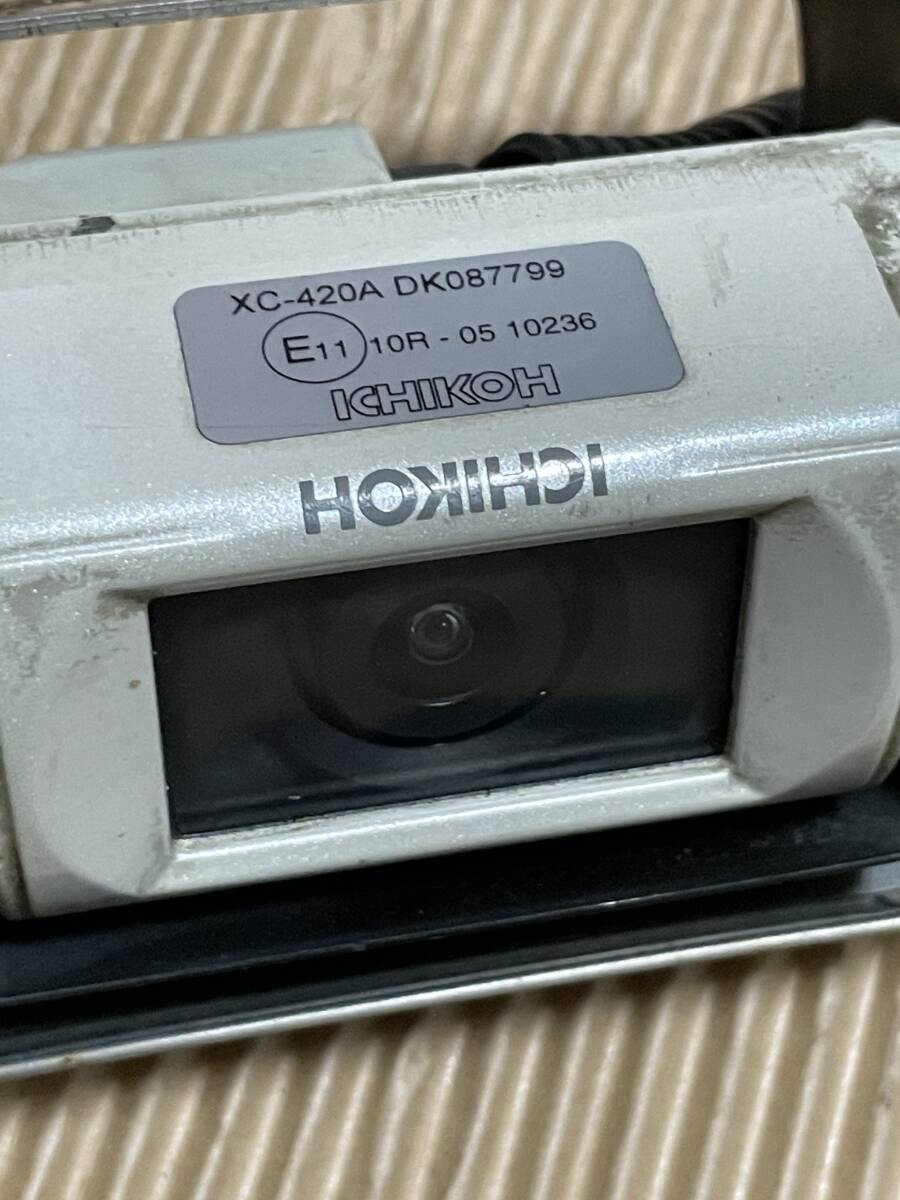 XC-420A DK087799
E11 10R - 05 10236
ICHIKOH
ICHIKOH